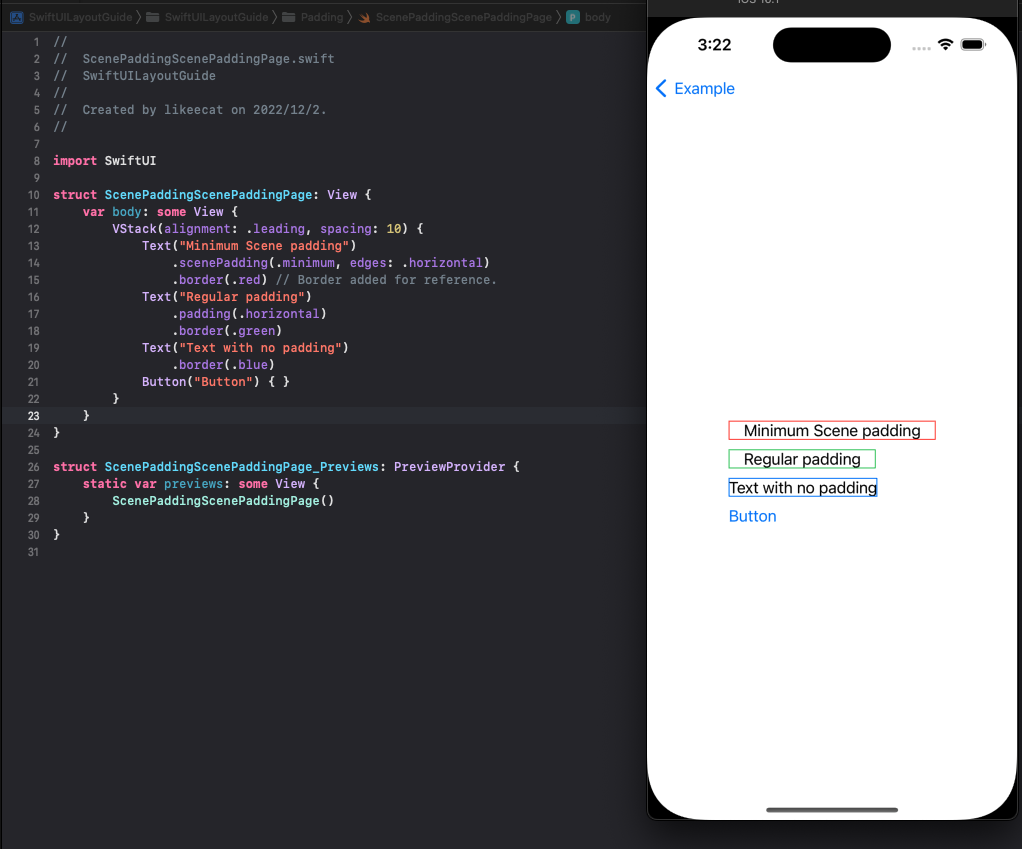 SwiftUILayoutGuide 〉 SwiftUILayoutGuide 〉 Padding 〉 ScenePaddingScenePaddingPage 〉 P body
1 //
2 //  ScenePaddingScenePaddingPage.swift
3 //  SwiftUILayoutGuide
4 //
5 //  Created by likeecat on 2022/12/2.
6 //
7
8 import SwiftUI
9
10 struct ScenePaddingScenePaddingPage: View {
11     var body: some View {
12         VStack(alignment: .leading, spacing: 10) {
13             Text("Minimum Scene padding")
14                 .scenePadding(.minimum, edges: .horizontal)
15                 .border(.red) // Border added for reference.
16             Text("Regular padding")
17                 .padding(.horizontal)
18                 .border(.green)
19             Text("Text with no padding")
20                 .border(.blue)
21             Button("Button") { }
22         }
23     }
24 }
25
26 struct ScenePaddingScenePaddingPage_Previews: PreviewProvider {
27     static var previews: some View {
28         ScenePaddingScenePaddingPage()
29     }
30 }
31
3:22
Example
Minimum Scene padding
Regular padding
Text with no padding
Button